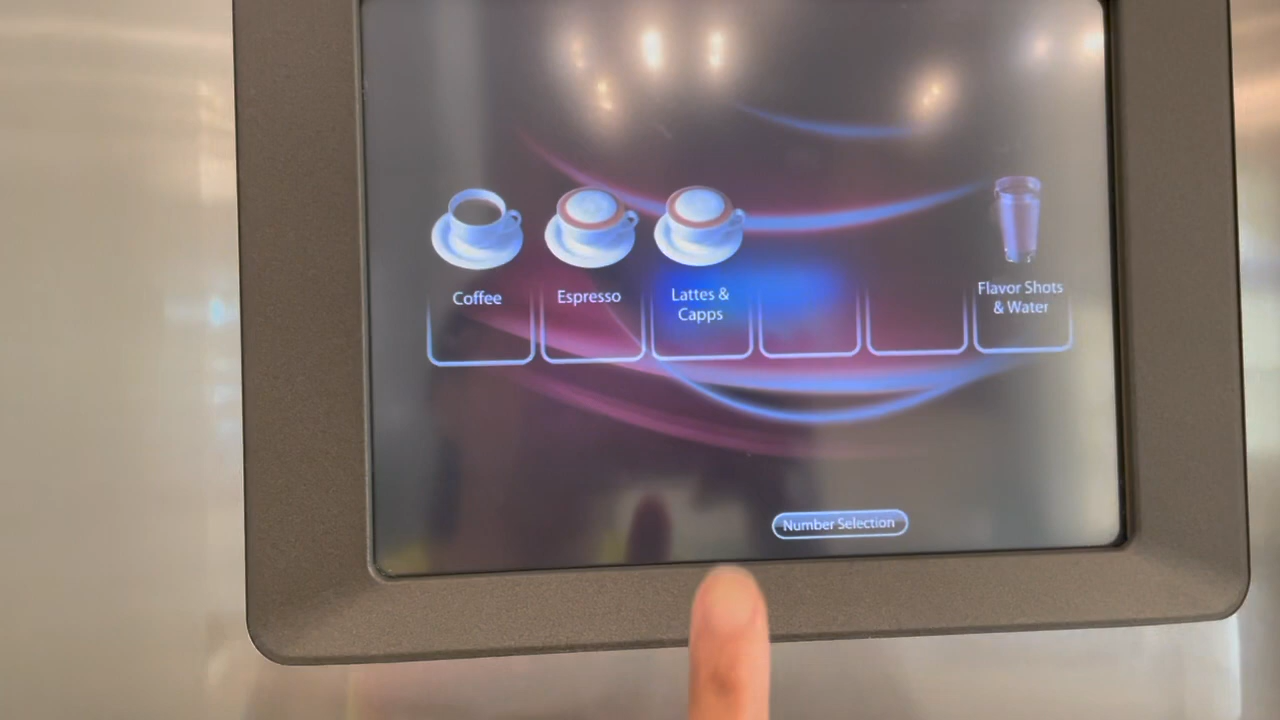 Coffee
Espresso
Lattes &
Capps
Flavor Shots
& Water
Number Selection